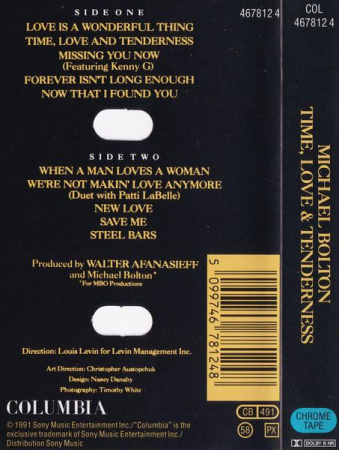 SIDE ONE
LOVE IS A WONDERFUL THING
TIME, LOVE AND TENDERNESS
MISSING YOU NOW
(Featuring Kenny G)
FOREVER ISN'T LONG ENOUGH
NOW THAT I FOUND YOU
SIDE TWO
WHEN A MAN LOVES A WOMAN
WE'RE NOT MAKIN' LOVE ANYMORE
(Duet with Patti LaBelle)
NEW LOVE
SAVE ME
STEEL BARS
Produced by WALTER AFANASIEFF
and Michael Bolton*
*For MBO Productions
Direction: Louis Levin for Levin Management Inc.
Art Direction: Christopher Austopchuk
Design: Nancy Donahy
Photography: Timothy White
COLUMBIA
© 1991 Sony Music Entertainment Inc./"Columbia" is the
exclusive trademark of Sony Music Entertainment Inc./
Distribution Sony Music
467812 4
5 099746 781248
CB 491
58 PX
COL
467812 4
MICHAEL BOLTON
TIME, LOVE & TENDERNESS
CHROME
TAPE
DOLBY B NR